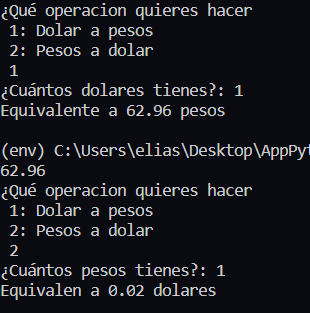 ¿Qué operacion quieres hacer
1: Dolar a pesos
2: Pesos a dolar
1
¿Cuántos dolares tienes?: 1
Equivalente a 62.96 pesos
(env) C:\Users\elias\Desktop\AppPyt
62.96
¿Qué operacion quieres hacer
1: Dolar a pesos
2: Pesos a dolar
2
¿Cuántos pesos tienes?: 1
Equivalen a 0.02 dolares